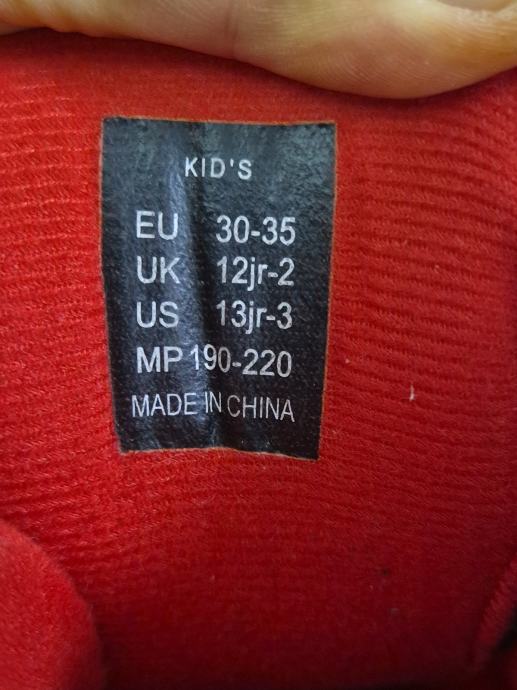 KID'S
EU 30-35
UK 12jr-2
US 13jr-3
MP 190-220
MADE IN CHINA